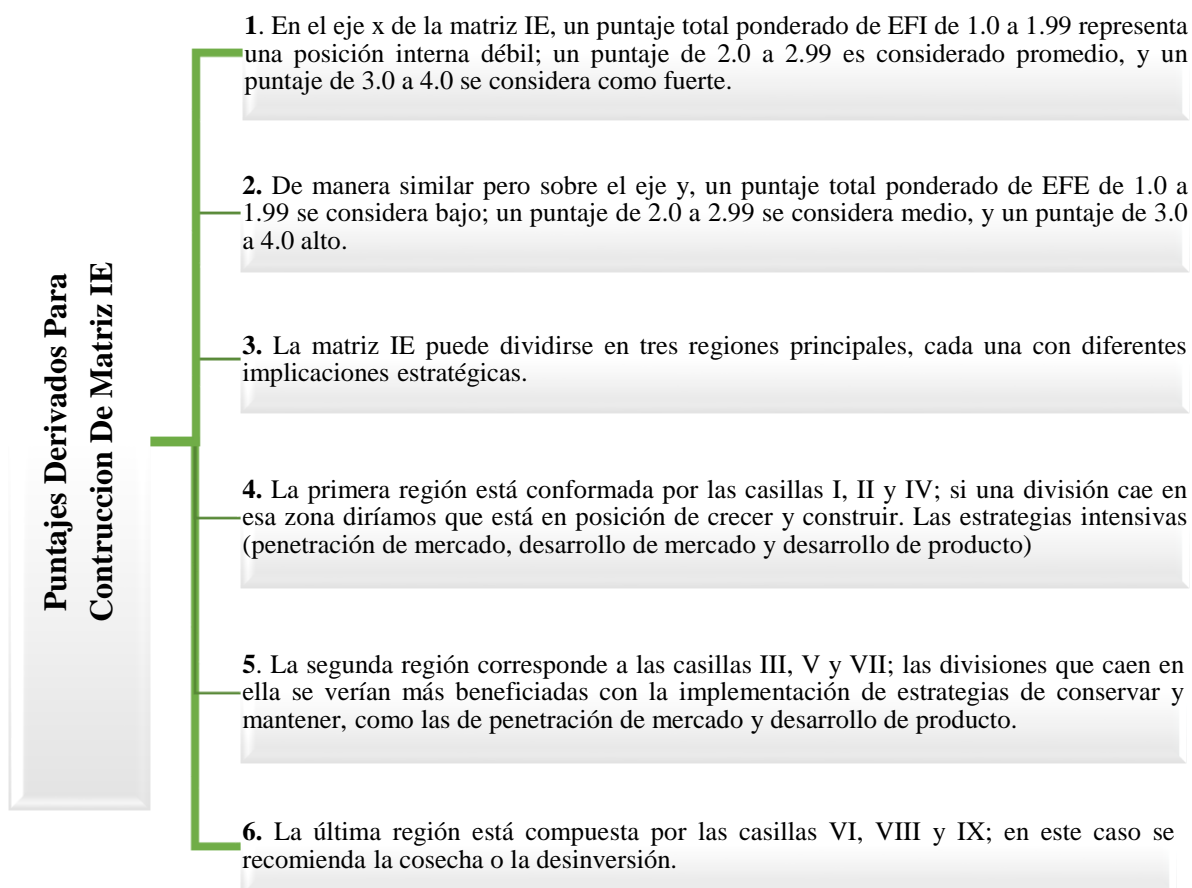 Puntajes Derivados Para
Contruccion De Matriz IE
1. En el eje x de la matriz IE, un puntaje total ponderado de EFI de 1.0 a 1.99 representa
una posición interna débil; un puntaje de 2.0 a 2.99 es considerado promedio, y un
puntaje de 3.0 a 4.0 se considera como fuerte.
2. De manera similar pero sobre el eje y, un puntaje total ponderado de EFE de 1.0 a
1.99 se considera bajo; un puntaje de 2.0 a 2.99 se considera medio, y un puntaje de 3.0
a 4.0 alto.
3. La matriz IE puede dividirse en tres regiones principales, cada una con diferentes
implicaciones estratégicas.
4. La primera región está conformada por las casillas I, II y IV; si una división cae en
esa zona diríamos que está en posición de crecer y construir. Las estrategias intensivas
(penetración de mercado, desarrollo de mercado y desarrollo de producto)
5. La segunda región corresponde a las casillas III, V y VII; las divisiones que caen en
ella se verían más beneficiadas con la implementación de estrategias de conservar y
mantener, como las de penetración de mercado y desarrollo de producto.
6. La última región está compuesta por las casillas VI, VIII y IX; en este caso se
recomienda la cosecha o la desinversión.